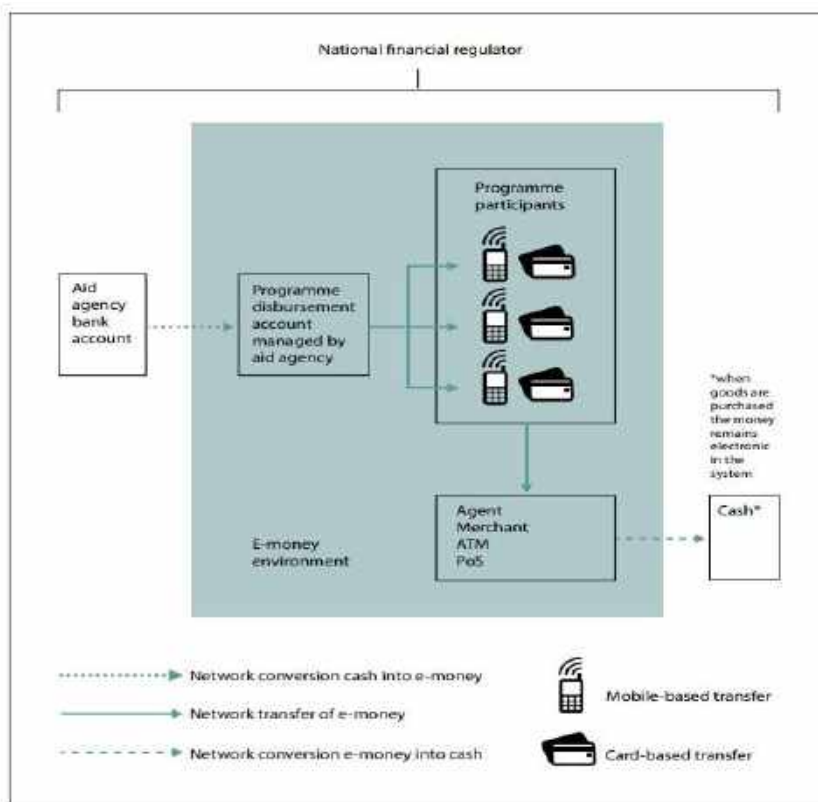 National financial regulator
Programme
participants
Aid
agency
bank
account
Programme
disbursement
account
managed by
aid agency
*when
goods are
purchased
the money
remains
electronic
in the
system
Agent
Merchant
ATM
PoS
Cash*
E-money
environment
Network conversion cash into e-money
Network transfer of e-money
Network conversion e-money into cash
Mobile-based transfer
Card-based transfer